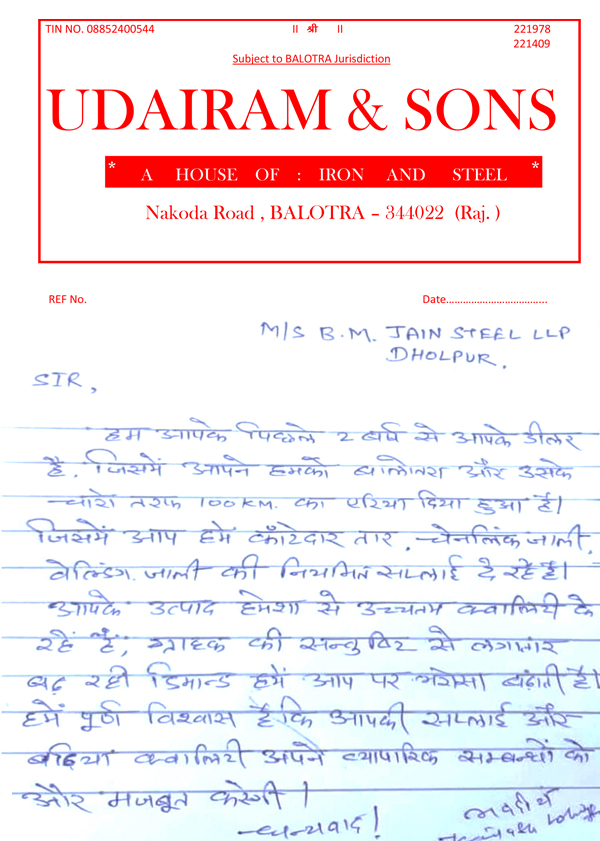 TIN NO. 08852400544 || श्री || 221978
221409
Subject to BALOTRA Jurisdiction
UDAIRAM & SONS
* A HOUSE OF : IRON AND STEEL *
Nakoda Road , BALOTRA – 344022 (Raj. )
REF No. Date.................................
M/S B.M. JAIN STEEL LLP
DHOLPUR.
SIR,
हम आपके पिछले 2 वर्ष से आपके डीलर
है. जिसमें आपने हमको बालोतरा और उसके
चारो तरफ 100 KM. का एरिया दिया हुआ है।
जिसमें आप हमें काँटेदार तार, चेनलिंक जाली,
वेल्डिंग जाली की नियमित सप्लाई दे रहे है।
आपके उत्पाद हमेशा से उच्चतम क्वालिटी के
रहें हैं, ग्राहक की सन्तुष्टि से लगातार
बढ़ रही डिमान्ड हमें आप पर भरोसा बढ़ाती है।
हमें पूर्ण विश्वास है कि आपकी सप्लाई और
बढिया क्वालिटी अपने व्यापारिक सम्बन्धों को
और मजबूत करेगी।
धन्यवाद! भवदीय